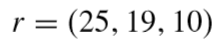 r = (25, 19, 10)